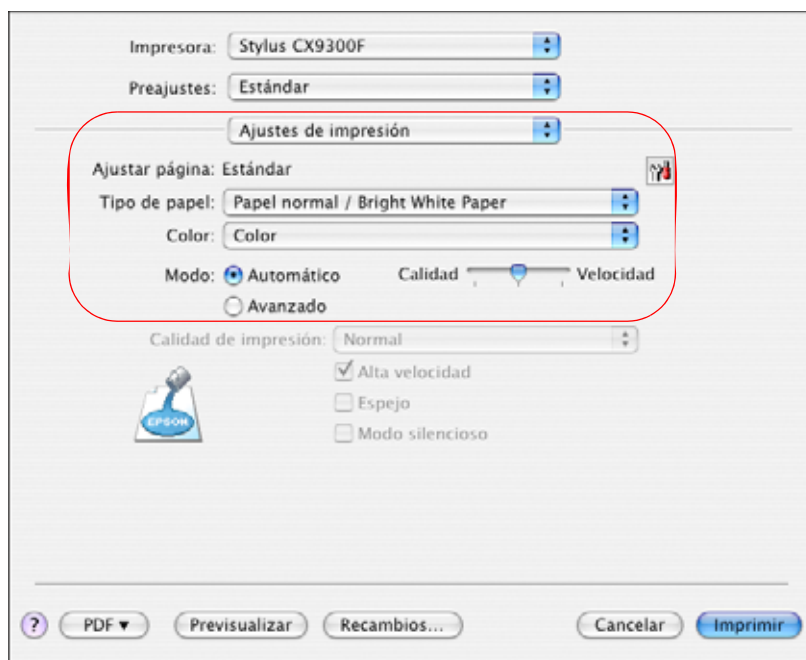 Impresora: Stylus CX9300F
Preajustes: Estándar
Ajustes de impresión
Ajustar página: Estándar
Tipo de papel: Papel normal / Bright White Paper
Color: Color
Modo: Automático Calidad Velocidad
Avanzado
Calidad de impresión: Normal
Alta velocidad
EPSON
Espejo
Modo silencioso
? PDF Previsualizar Recambios... Cancelar Imprimir